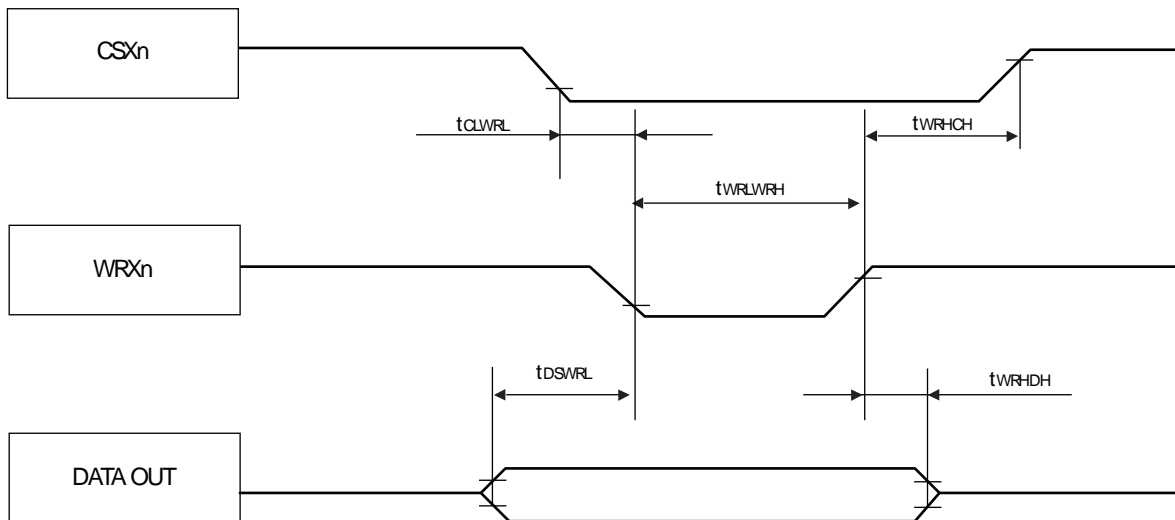 CSXn
tCLWRL
tWRHCH
tWRLWRH
WRXn
tDSWRL
tWRHDH
DATA OUT